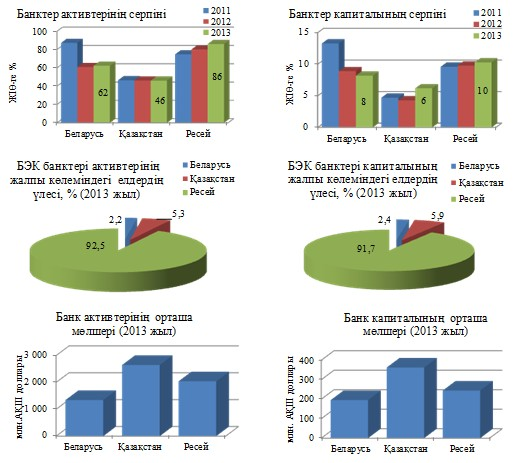 Банктер активтерінің серпіні
2011
2012
2013
ЖІӨ-ге %
100
80
60
40
20
0
62
46
86
Беларусь Қазақстан Ресей
Банктер капиталының серпіні
2011
2012
2013
ЖІӨ-ге %
15
10
5
0
8
6
10
Беларусь Қазақстан Ресей
БЭК банктері активтерінің
жалпы көлеміндегі елдердің
үлесі, % (2013 жыл)
Беларусь
Қазақстан
Ресей
2,2
5,3
92,5
БЭК банктері капиталының
жалпы көлеміндегі елдердің
үлесі, % (2013 жыл)
Беларусь
Қазақстан
Ресей
2,4
5,9
91,7
Банк активтерінің орташа
мөлшері (2013 жыл)
млн.АҚШ доллары
3 000
2 000
1 000
0
Беларусь Қазақстан Ресей
Банк капиталының орташа
мөлшері (2013 жыл)
млн. АҚШ доллары
400
300
200
100
0
Беларусь Қазақстан Ресей